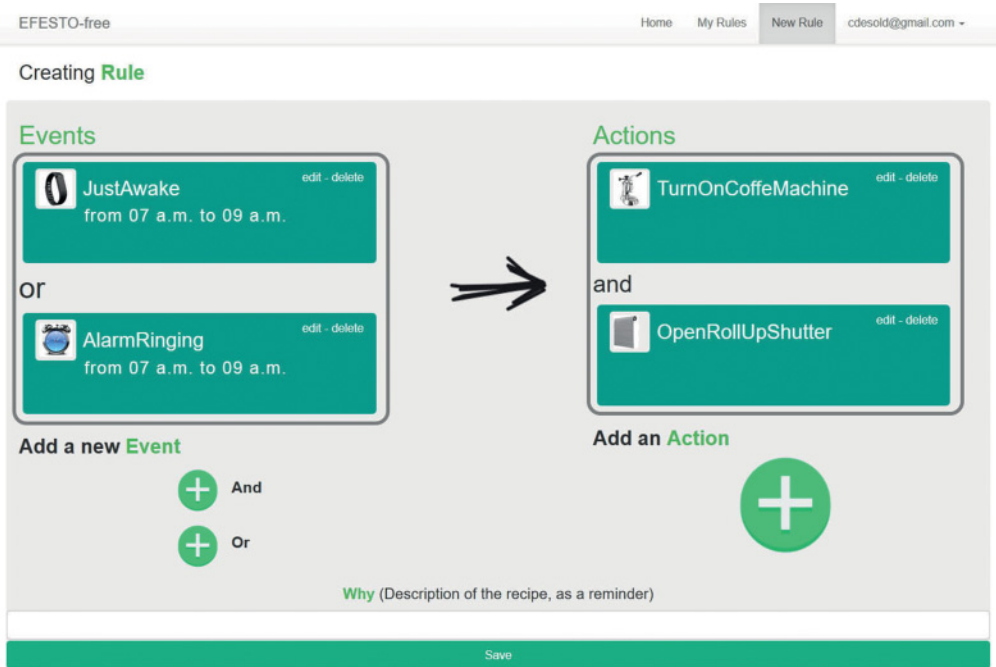 EFESTO-free
Home My Rules New Rule cdesold@gmail.com
Creating Rule
Events
JustAwake
edit - delete
from 07 a.m. to 09 a.m.
or
AlarmRinging
edit - delete
from 07 a.m. to 09 a.m.
Add a new Event
And
Or
Actions
TurnOnCoffeMachine
edit - delete
and
OpenRollUpShutter
edit - delete
Add an Action
Why (Description of the recipe, as a reminder)
Save